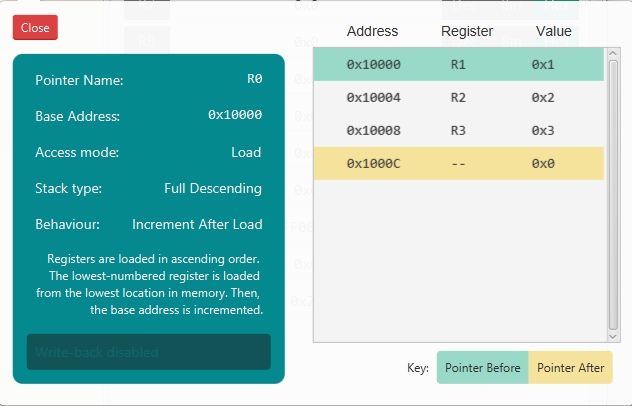 Close
Pointer Name: R0
Base Address: 0x10000
Access mode: Load
Stack type: Full Descending
Behaviour: Increment After Load
Registers are loaded in ascending order.
The lowest-numbered register is loaded
from the lowest location in memory. Then,
the base address is incremented.
Write-back disabled
Address Register Value
0x10000 R1 0x1
0x10004 R2 0x2
0x10008 R3 0x3
0x1000C -- 0x0
Key: Pointer Before Pointer After